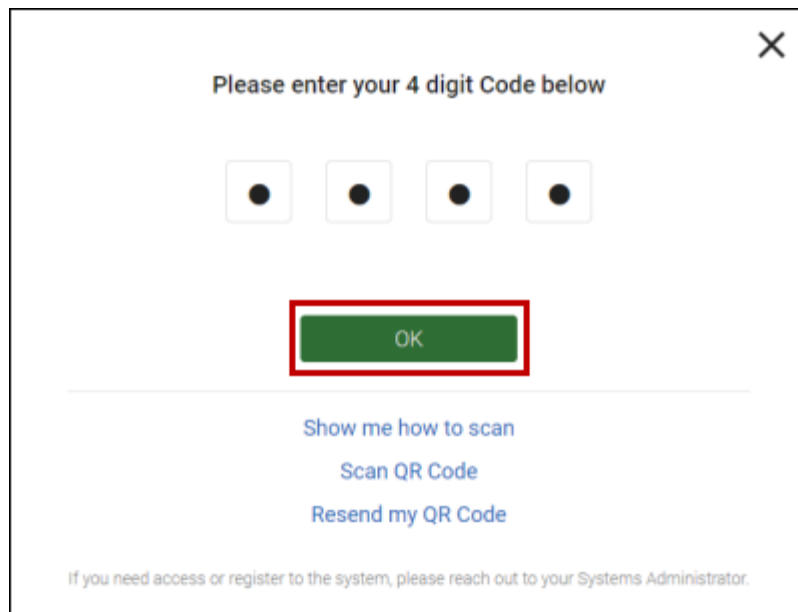 Please enter your 4 digit Code below
OK
Show me how to scan
Scan QR Code
Resend my QR Code
If you need access or register to the system, please reach out to your Systems Administrator.